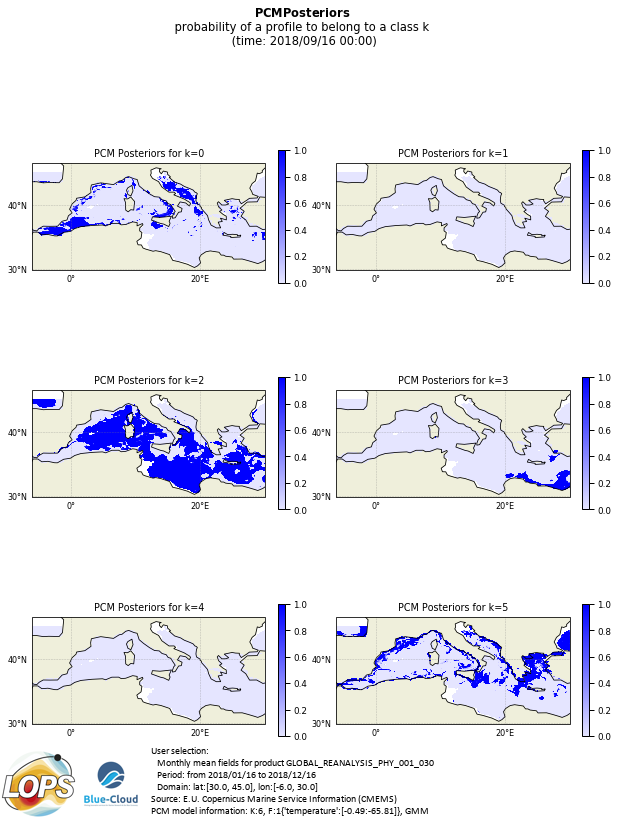 PCMPosteriors
probability of a profile to belong to a class k
(time: 2018/09/16 00:00)
PCM Posteriors for k=0
40°N
30°N
0°
20°E
1.0
0.8
0.6
0.4
0.2
0.0
PCM Posteriors for k=1
40°N
30°N
0°
20°E
1.0
0.8
0.6
0.4
0.2
0.0
PCM Posteriors for k=2
40°N
30°N
0°
20°E
1.0
0.8
0.6
0.4
0.2
0.0
PCM Posteriors for k=3
40°N
30°N
0°
20°E
1.0
0.8
0.6
0.4
0.2
0.0
PCM Posteriors for k=4
40°N
30°N
0°
20°E
1.0
0.8
0.6
0.4
0.2
0.0
PCM Posteriors for k=5
40°N
30°N
0°
20°E
1.0
0.8
0.6
0.4
0.2
0.0
LOPS
Blue-Cloud
User selection:
Monthly mean fields for product GLOBAL_REANALYSIS_PHY_001_030
Period: from 2018/01/16 to 2018/12/16
Domain: lat:[30.0, 45.0], lon:[-6.0, 30.0]
Source: E.U. Copernicus Marine Service Information (CMEMS)
PCM model information: K:6, F:1{'temperature':[-0.49:-65.81]}, GMM